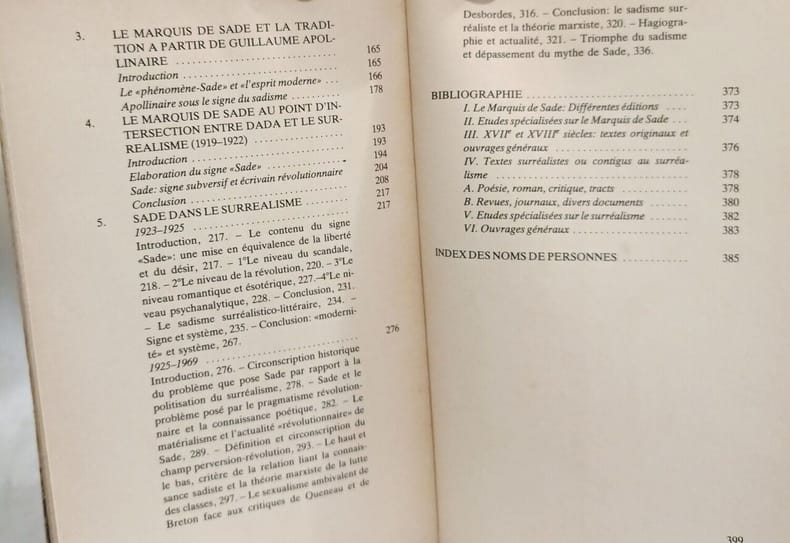 3. LE MARQUIS DE SADE ET LA TRADI-
TION A PARTIR DE GUILLAUME APOL-
LINAIRE ........ 165
Introduction ........ 165
Le «phénomène-Sade» et «l'esprit moderne» ... 166
Apollinaire sous le signe du sadisme ........ 178
4. LE MARQUIS DE SADE AU POINT D'IN-
TERSECTION ENTRE DADA ET LE SUR-
REALISME (1919–1922) ........ 193
Introduction ........ 193
Elaboration du signe «Sade» ........ 194
Sade: signe subversif et écrivain révolutionnaire 204
Conclusion ........ 208
5. SADE DANS LE SURREALISME ........ 217
1923–1925 ........ 217
Introduction, 217. – Le contenu du signe
«Sade»: une mise en équivalence de la liberté
et du désir, 217. – 1ºLe niveau du scandale,
218. – 2ºLe niveau de la révolution, 220. – 3ºLe
niveau romantique et ésotérique, 227.–4ºLe ni-
veau psychanalytique, 228. – Conclusion, 231.
– Le sadisme surréalistico-littéraire, 234. –
Signe et système, 235. – Conclusion: «moderni-
té» et système, 267.
1925–1969 ........ 276
Introduction, 276. – Circonscription historique
du problème que pose Sade par rapport à la
politisation du surréalisme, 278. – Sade et le
problème posé par le pragmatisme révolution-
naire et la connaissance poétique, 282. – Le
matérialisme et l'actualité «révolutionnaire» de
Sade, 289. – Définition et circonscription du
champ perversion-révolution, 293. – Le haut et
le bas, critère de la relation liant la connais-
sance sadiste et la théorie marxiste de la lutte
des classes, 297. – Le sexualisme ambivalent de
Breton face aux critiques de Queneau et de
Desbordes, 316. – Conclusion: le sadisme sur-
réaliste et la théorie marxiste, 320. – Hagiogra-
phie et actualité, 321. – Triomphe du sadisme
et dépassement du mythe de Sade, 336.
BIBLIOGRAPHIE ........ 373
I. Le Marquis de Sade: Différentes éditions .... 373
II. Etudes spécialisées sur le Marquis de Sade .. 374
III. XVIIe et XVIIIe siècles: textes originaux et
ouvrages généraux ........ 376
IV. Textes surréalistes ou contigus au surréa-
lisme ........ 378
A. Poésie, roman, critique, tracts ........ 378
B. Revues, journaux, divers documents ........ 380
V. Etudes spécialisées sur le surréalisme ........ 382
VI. Ouvrages généraux ........ 383
INDEX DES NOMS DE PERSONNES ........ 385
399